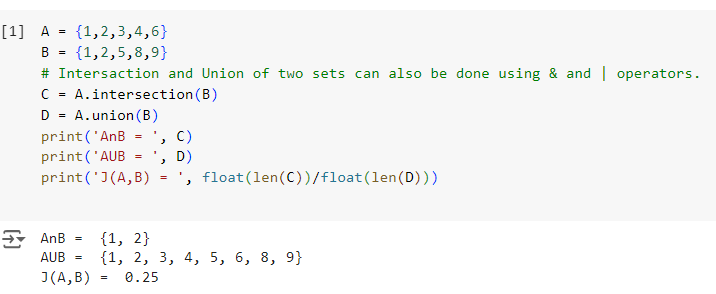 [1] A = {1,2,3,4,6}
B = {1,2,5,8,9}
# Intersaction and Union of two sets can also be done using & and | operators.
C = A.intersection(B)
D = A.union(B)
print('AnB = ', C)
print('AUB = ', D)
print('J(A,B) = ', float(len(C))/float(len(D)))
AnB =  {1, 2}
AUB =  {1, 2, 3, 4, 5, 6, 8, 9}
J(A,B) =  0.25